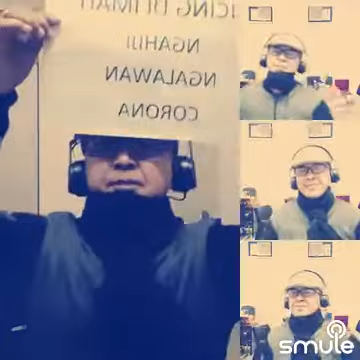 ICING DI IMAH
NGAHIJI
NGALAWAN
CORONA
smule